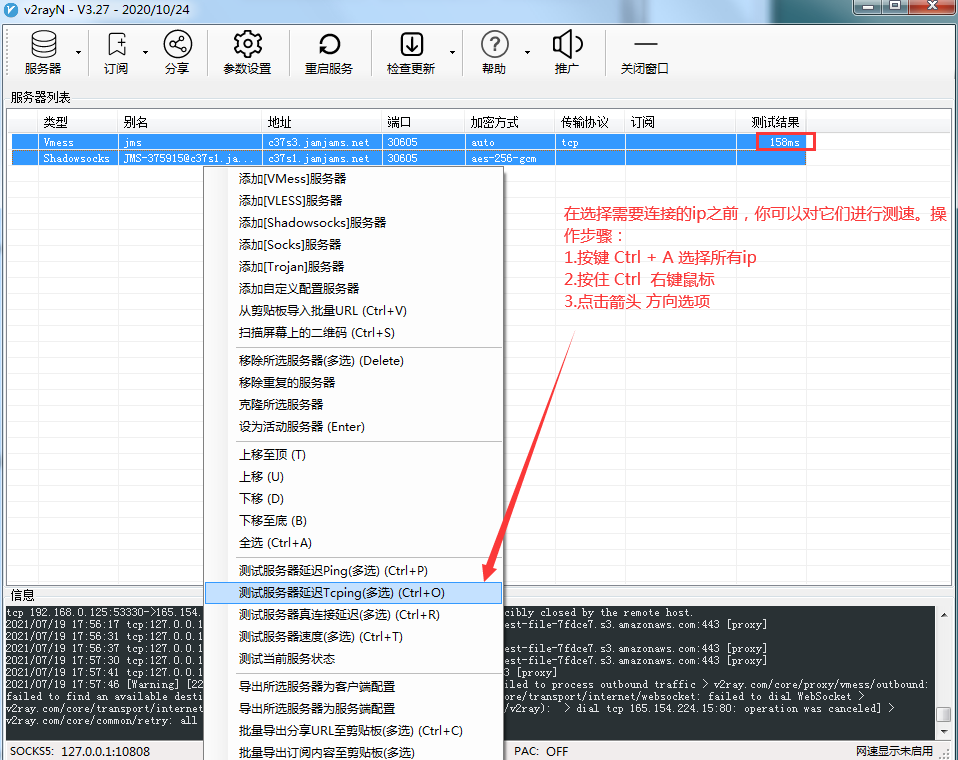 v2rayN - V3.27 - 2020/10/24
服务器 订阅 分享 参数设置 重启服务 检查更新 帮助 推广 关闭窗口
服务器列表
类型 别名 地址 端口 加密方式 传输协议 订阅 测试结果
Vmess jms c37s3.jamjams.net 30605 auto tcp 158ms
Shadowsocks JMS-375915@c37s1.ja... c37s1.jamjams.net 30605 aes-256-gcm
添加[VMess]服务器
添加[VLESS]服务器
添加[Shadowsocks]服务器
添加[Socks]服务器
添加[Trojan]服务器
添加自定义配置服务器
从剪贴板导入批量URL (Ctrl+V)
扫描屏幕上的二维码 (Ctrl+S)
移除所选服务器(多选) (Delete)
移除重复的服务器
克隆所选服务器
设为活动服务器 (Enter)
上移至顶 (T)
上移 (U)
下移 (D)
下移至底 (B)
全选 (Ctrl+A)
测试服务器延迟Ping(多选) (Ctrl+P)
测试服务器延迟Tcping(多选) (Ctrl+O)
测试服务器真连接延迟(多选) (Ctrl+R)
测试服务器速度(多选) (Ctrl+T)
测试当前服务状态
导出所选服务器为客户端配置
导出所选服务器为服务端配置
批量导出分享URL至剪贴板(多选) (Ctrl+C)
批量导出订阅内容至剪贴板(多选)
在选择需要连接的ip之前，你可以对它们进行测速。操
作步骤：
1.按键 Ctrl + A 选择所有ip
2.按住 Ctrl 右键鼠标
3.点击箭头 方向选项
信息
tcp 192.168.0.125:53330->165.154. cibly closed by the remote host.
2021/07/19 17:56:17 tcp:127.0.0.1 est-file-7fdce7.s3.amazonaws.com:443 [proxy]
2021/07/19 17:56:31 tcp:127.0.0.1
2021/07/19 17:56:37 tcp:127.0.0.1 est-file-7fdce7.s3.amazonaws.com:443 [proxy]
2021/07/19 17:57:30 tcp:127.0.0.1 est-file-7fdce7.s3.amazonaws.com:443 [proxy]
2021/07/19 17:57:41 tcp:127.0.0.1 3 [proxy]
2021/07/19 17:57:46 [Warning] [22 iled to process outbound traffic > v2ray.com/core/proxy/vmess/outbound:
failed to find an available desti ore/transport/internet/websocket: failed to dial WebSocket >
v2ray.com/core/transport/internet /v2ray): > dial tcp 165.154.224.15:80: operation was canceled] >
v2ray.com/core/common/retry: all
SOCKS5: 127.0.0.1:10808 PAC: OFF 网速显示未启用